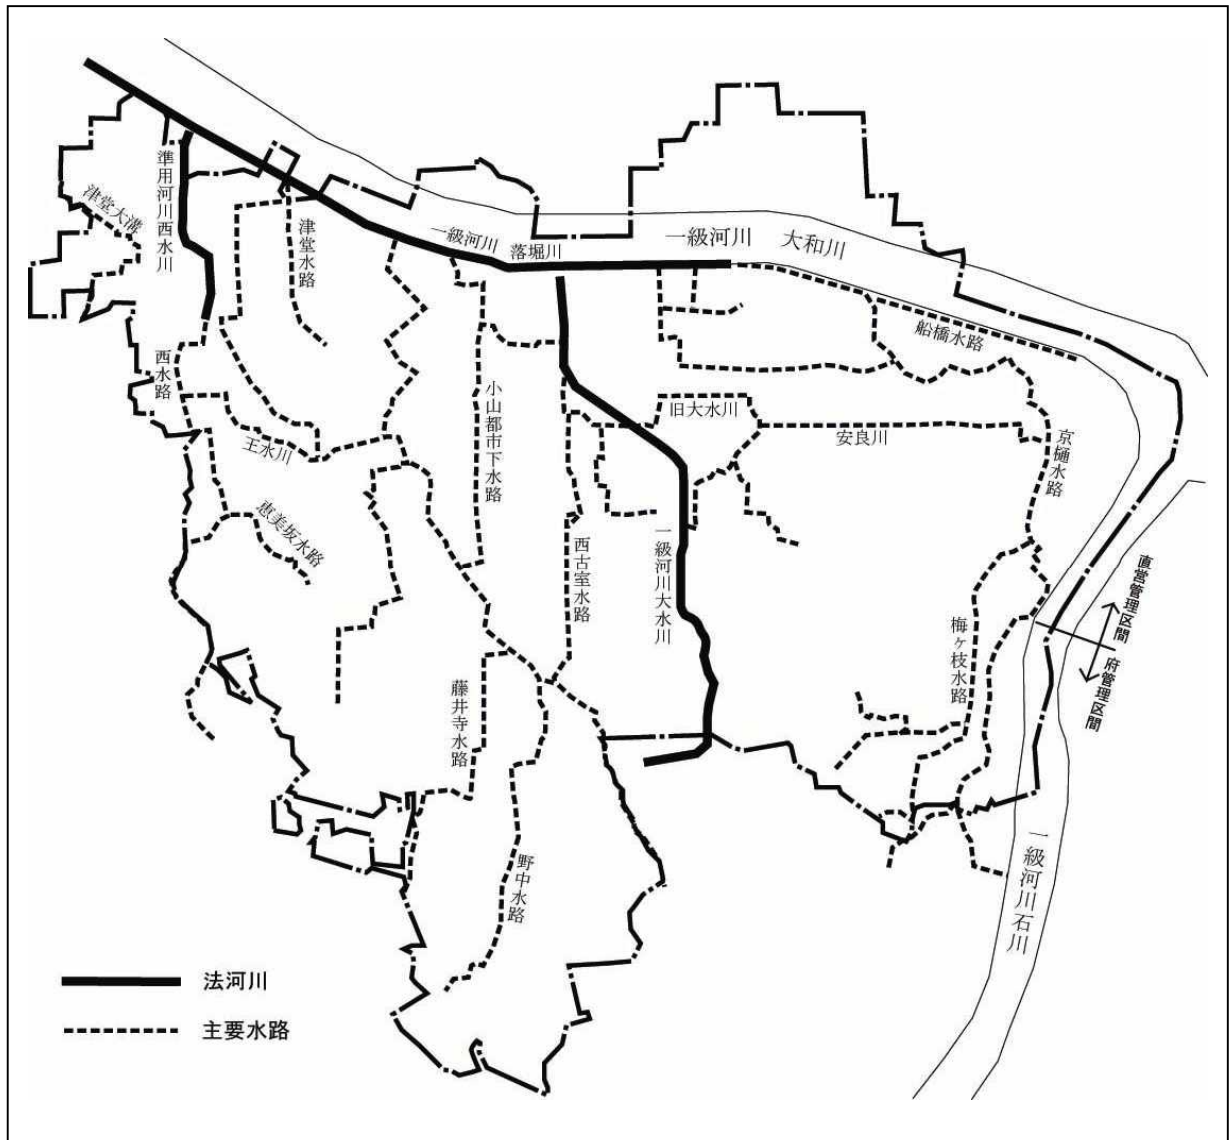 準用河川西水川
津堂大溝
津堂水路
一級河川 落堀川
一級河川 大和川
船橋水路
西水路
小山都市下水路
旧大水川
安良川
王水川
京樋水路
恵美坂水路
西古室水路
一級河川大水川
直営管理区間
府管理区間
梅ヶ枝水路
藤井寺水路
野中水路
一級河川石川
法河川
主要水路